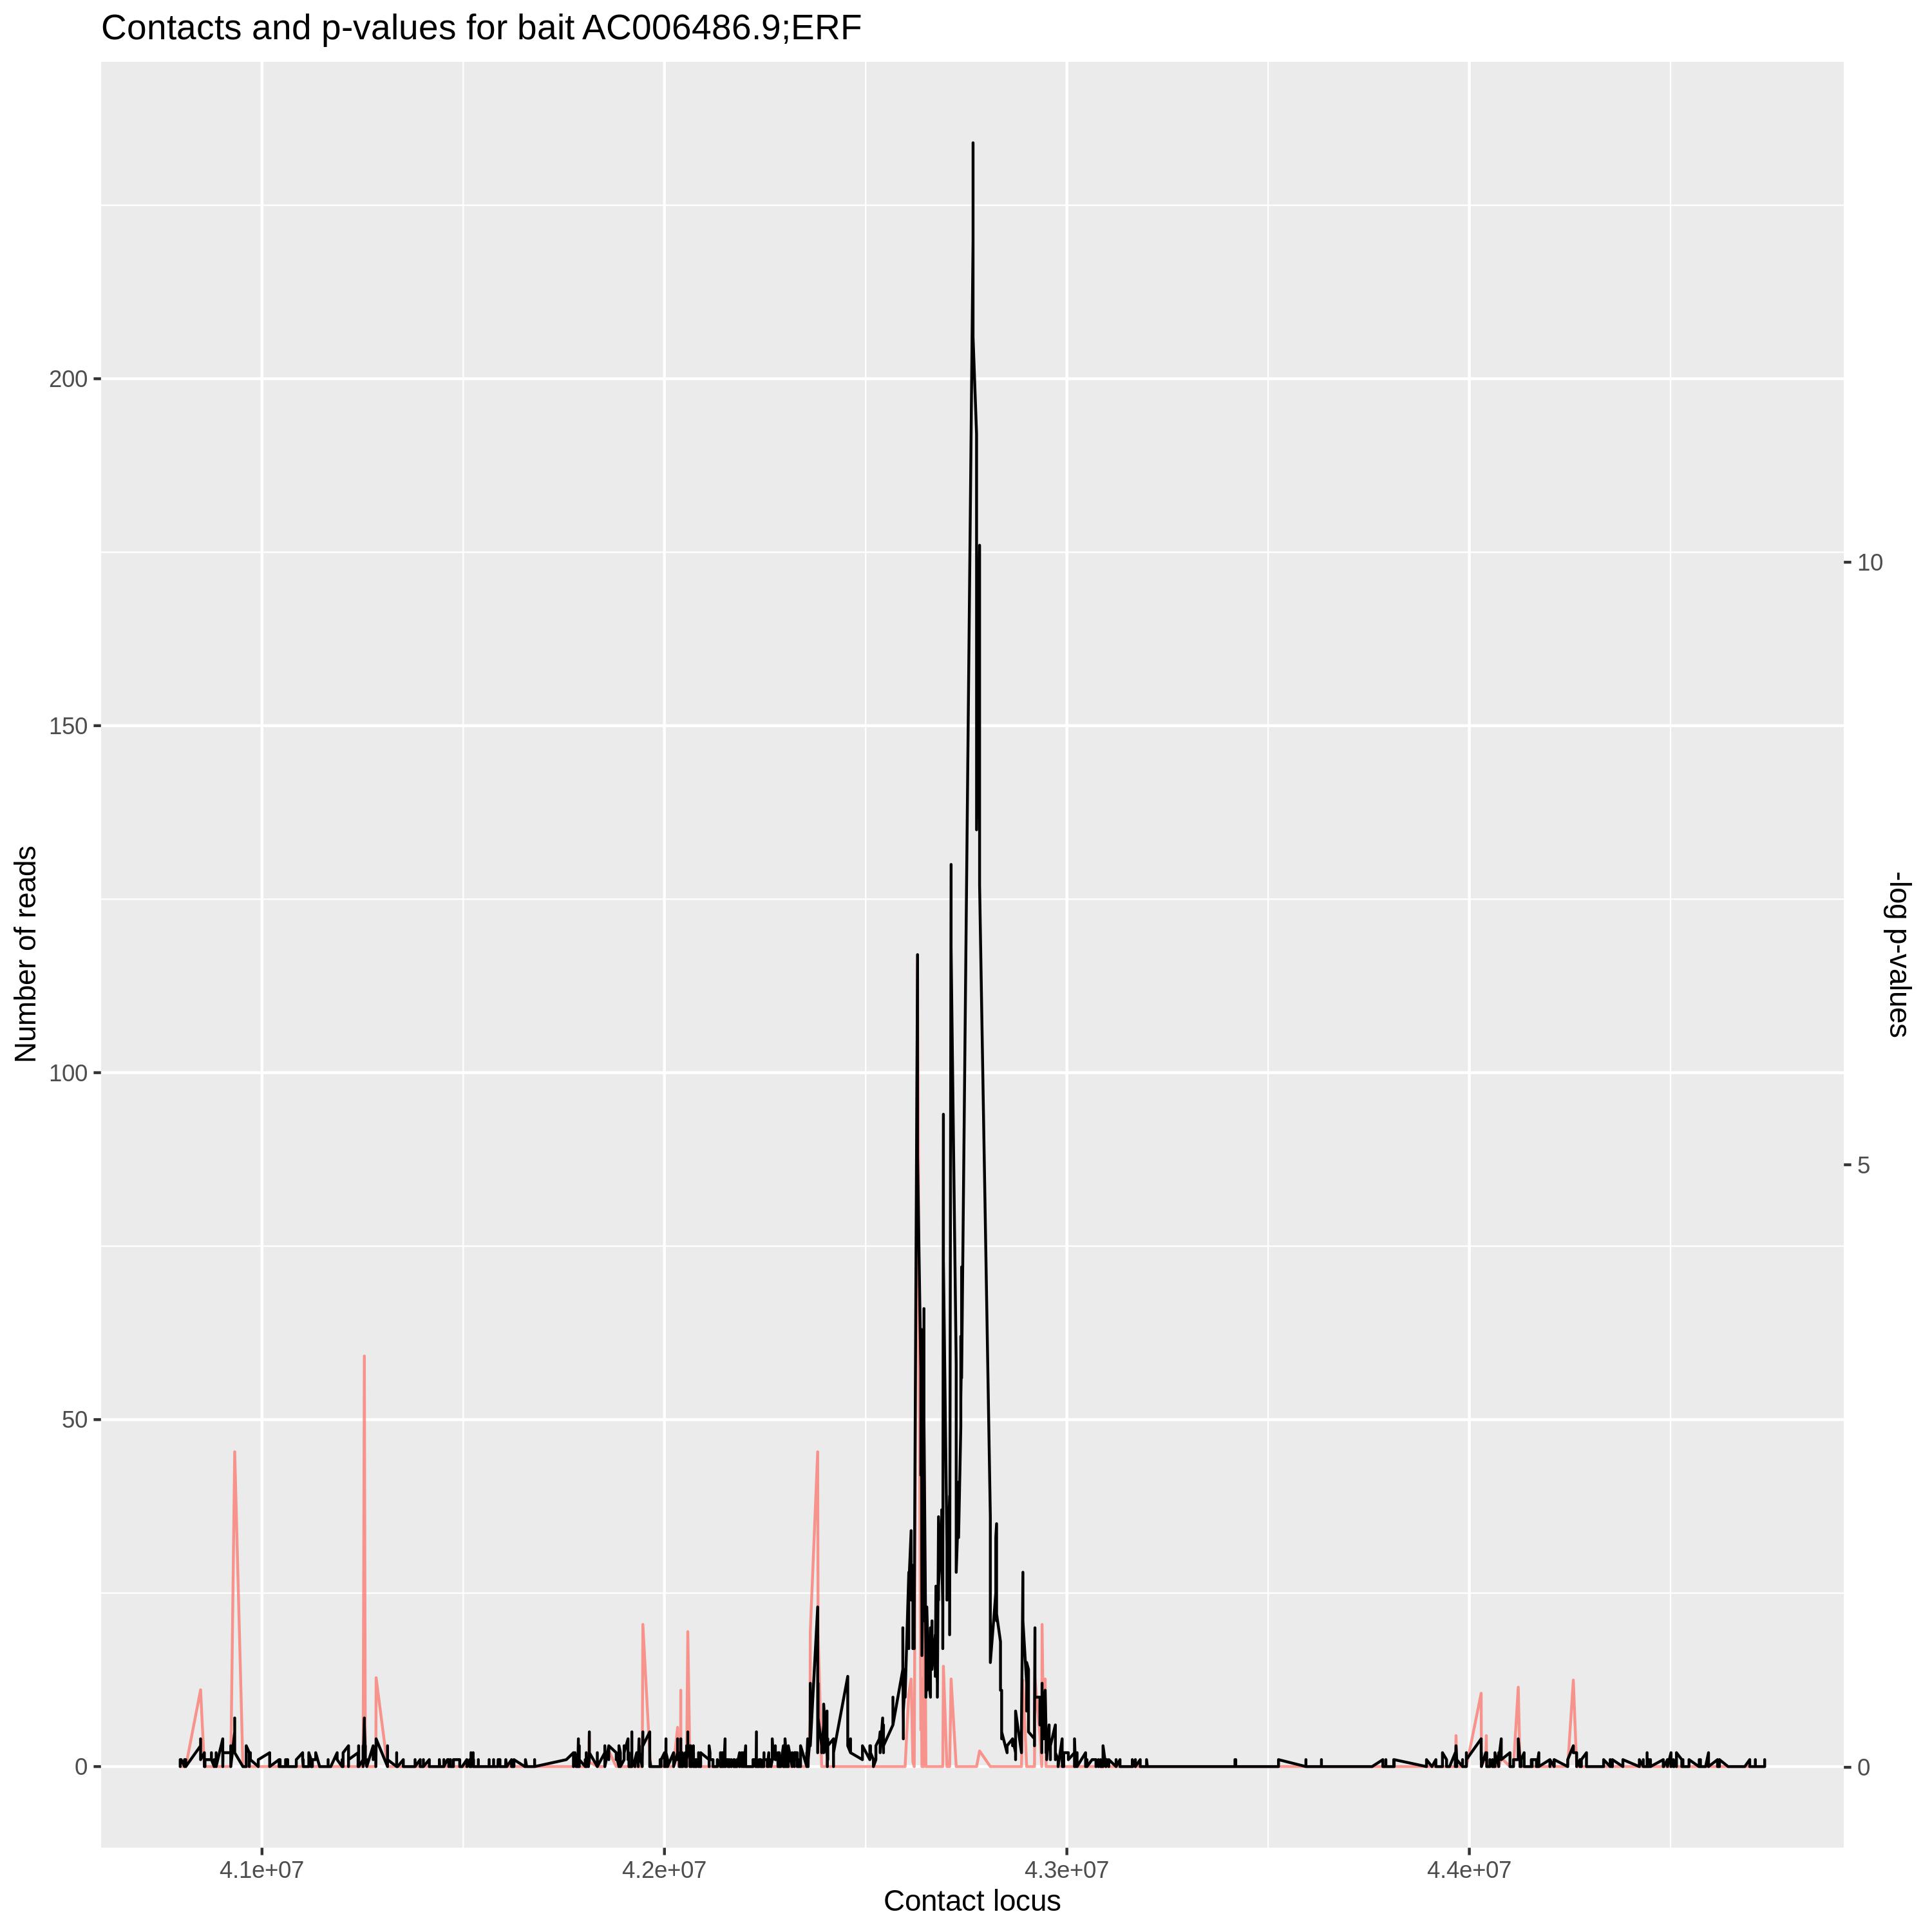 Contacts and p-values for bait AC006486.9;ERF
Number of reads
200
150
100
50
0
10
5
0
-log p-values
4.1e+07
4.2e+07
4.3e+07
4.4e+07
Contact locus